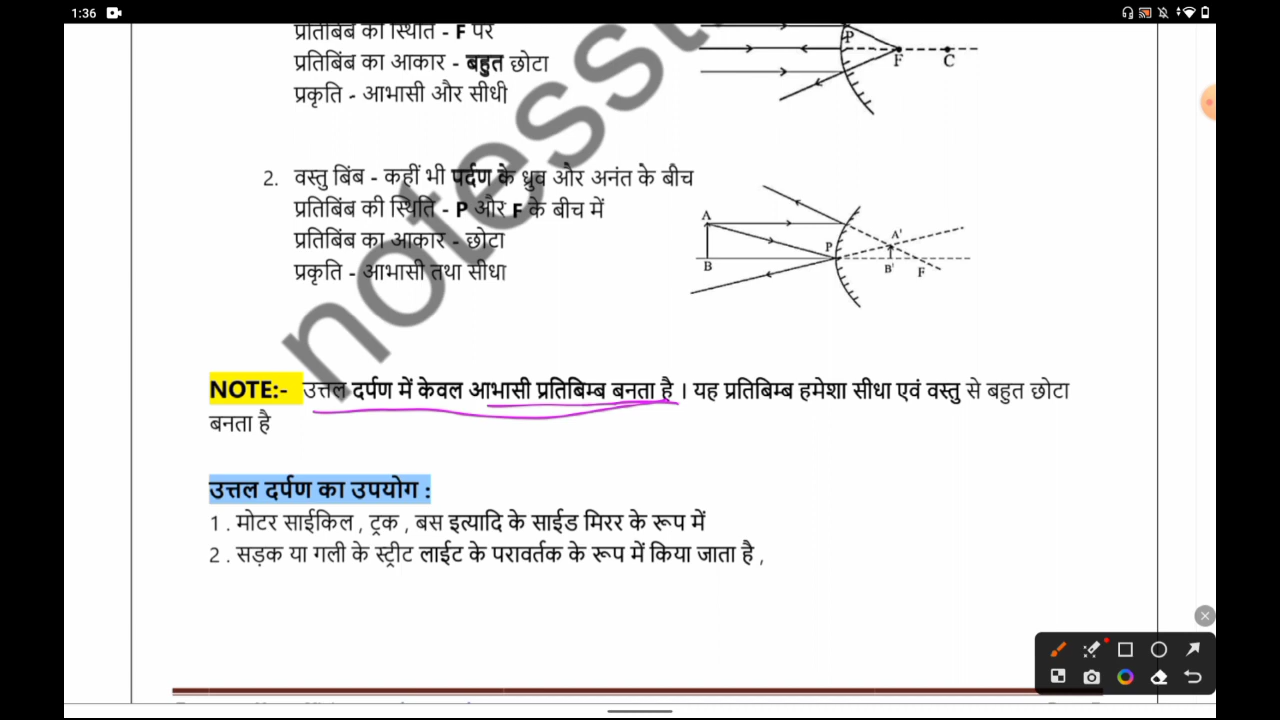 1:36
प्रतिबिंब की स्थिति - F पर
प्रतिबिंब का आकार - बहुत छोटा
प्रकृति - आभासी और सीधी
P
F
C
2. वस्तु बिंब - कहीं भी पर्दण के ध्रुव और अनंत के बीच
प्रतिबिंब की स्थिति - P और F के बीच में
प्रतिबिंब का आकार - छोटा
प्रकृति - आभासी तथा सीधा
A
B
P
A'
B'
F
notess
NOTE:- उत्तल दर्पण में केवल आभासी प्रतिबिम्ब बनता है । यह प्रतिबिम्ब हमेशा सीधा एवं वस्तु से बहुत छोटा
बनता है
उत्तल दर्पण का उपयोग :
1 . मोटर साईकिल , ट्रक , बस इत्यादि के साईड मिरर के रूप में
2 . सड़क या गली के स्ट्रीट लाईट के परावर्तक के रूप में किया जाता है ,